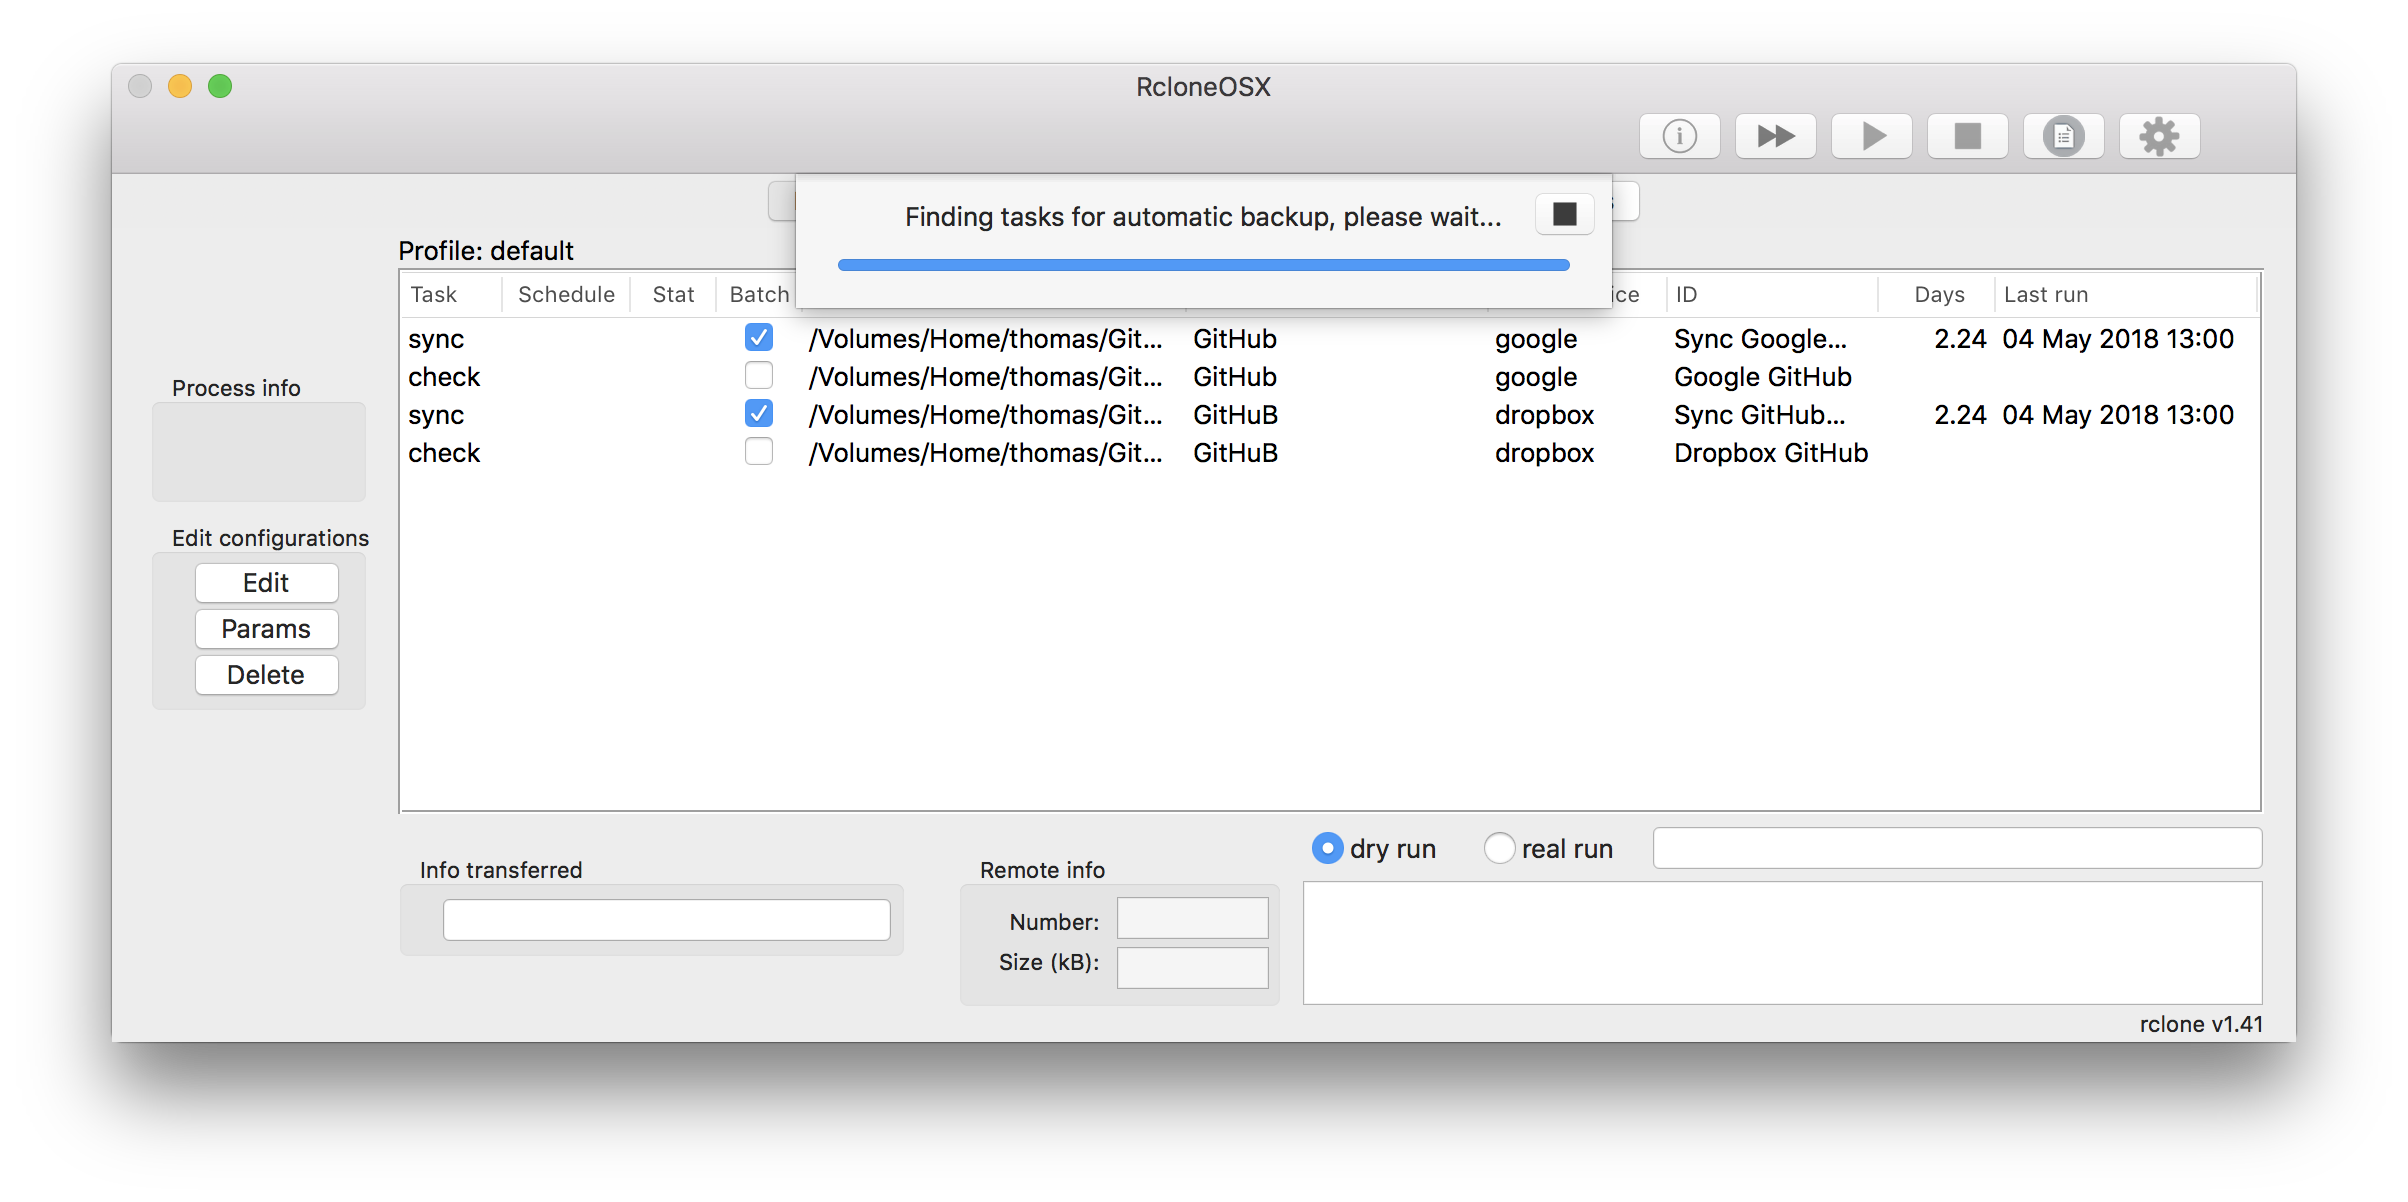 RcloneOSX
Finding tasks for automatic backup, please wait...
Profile: default
Task Schedule Stat Batch ID Days Last run
sync /Volumes/Home/thomas/Git... GitHub google Sync Google... 2.24 04 May 2018 13:00
check /Volumes/Home/thomas/Git... GitHub google Google GitHub
sync /Volumes/Home/thomas/Git... GitHuB dropbox Sync GitHub... 2.24 04 May 2018 13:00
check /Volumes/Home/thomas/Git... GitHuB dropbox Dropbox GitHub
Process info
Edit configurations
Edit
Params
Delete
dry run real run
Info transferred
Remote info
Number:
Size (kB):
rclone v1.41